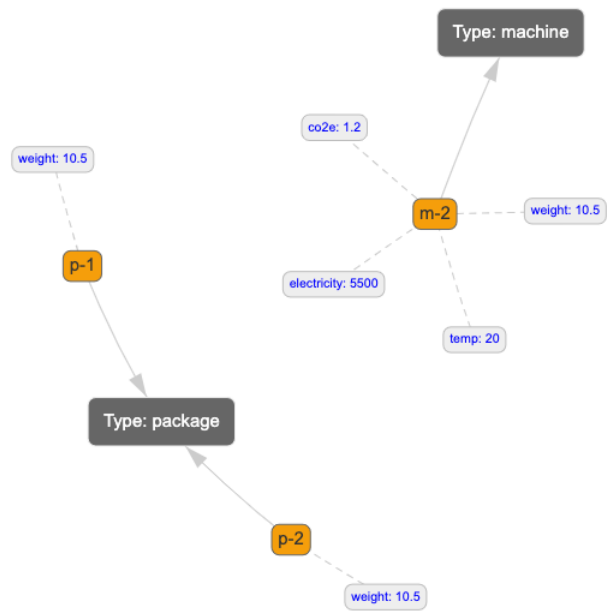 Type: machine
co2e: 1.2
weight: 10.5
m-2
weight: 10.5
p-1
electricity: 5500
temp: 20
Type: package
p-2
weight: 10.5